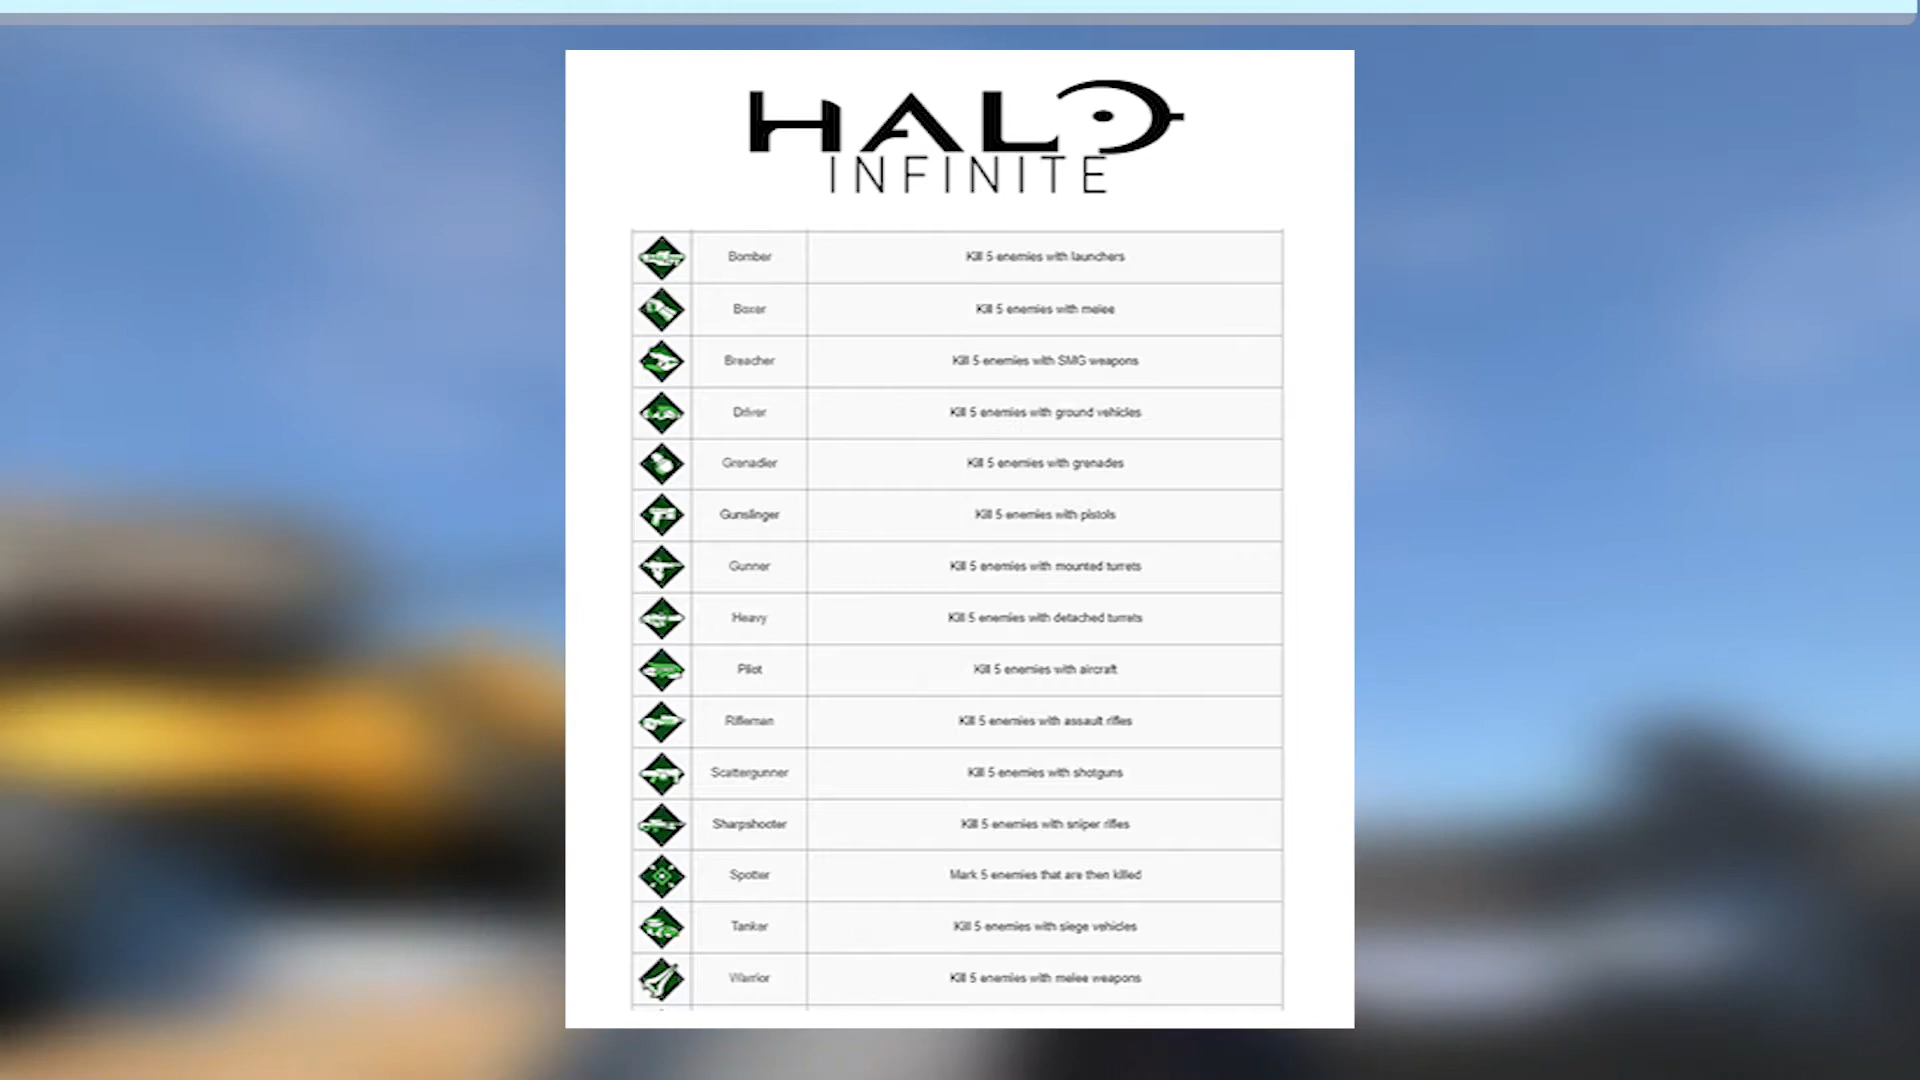 HALO
INFINITE
Bomber Kill 5 enemies with launchers
Boxer Kill 5 enemies with melee
Breacher Kill 5 enemies with SMG weapons
Driver Kill 5 enemies with ground vehicles
Grenadier Kill 5 enemies with grenades
Gunslinger Kill 5 enemies with pistols
Gunner Kill 5 enemies with mounted turrets
Heavy Kill 5 enemies with detached turrets
Pilot Kill 5 enemies with aircraft
Rifleman Kill 5 enemies with assault rifles
Scattergunner Kill 5 enemies with shotguns
Sharpshooter Kill 5 enemies with sniper rifles
Spotter Mark 5 enemies that are then killed
Tanker Kill 5 enemies with siege vehicles
Warrior Kill 5 enemies with melee weapons